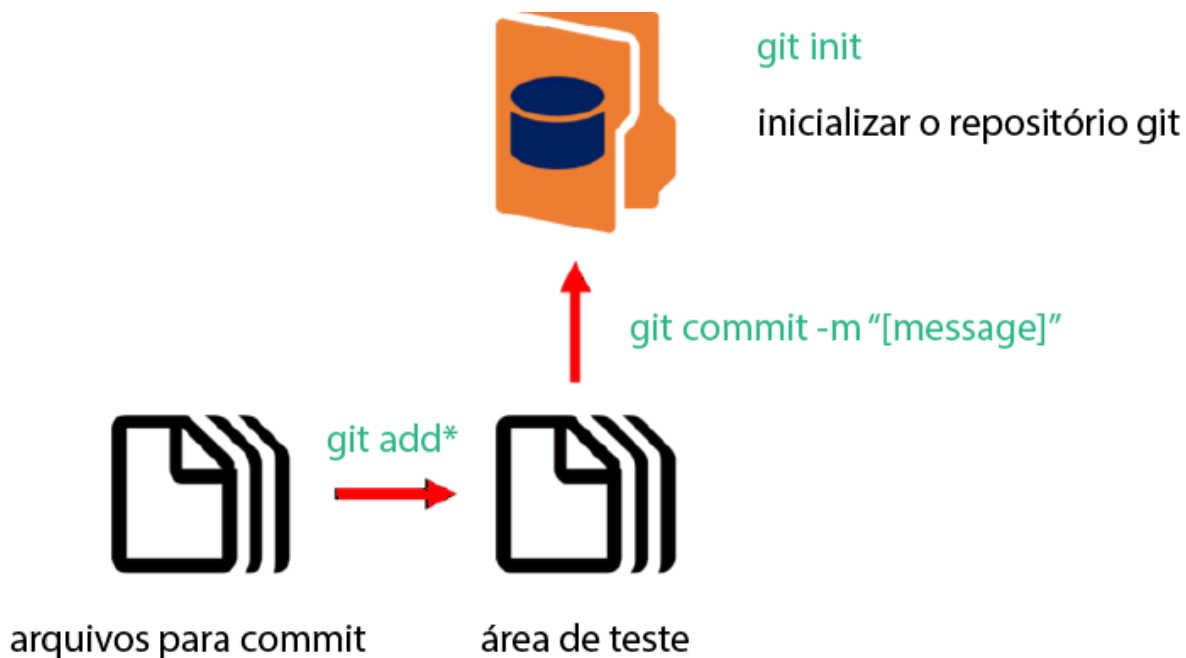 git init
inicializar o repositório git
git commit -m “[message]”
git add*
arquivos para commit
área de teste